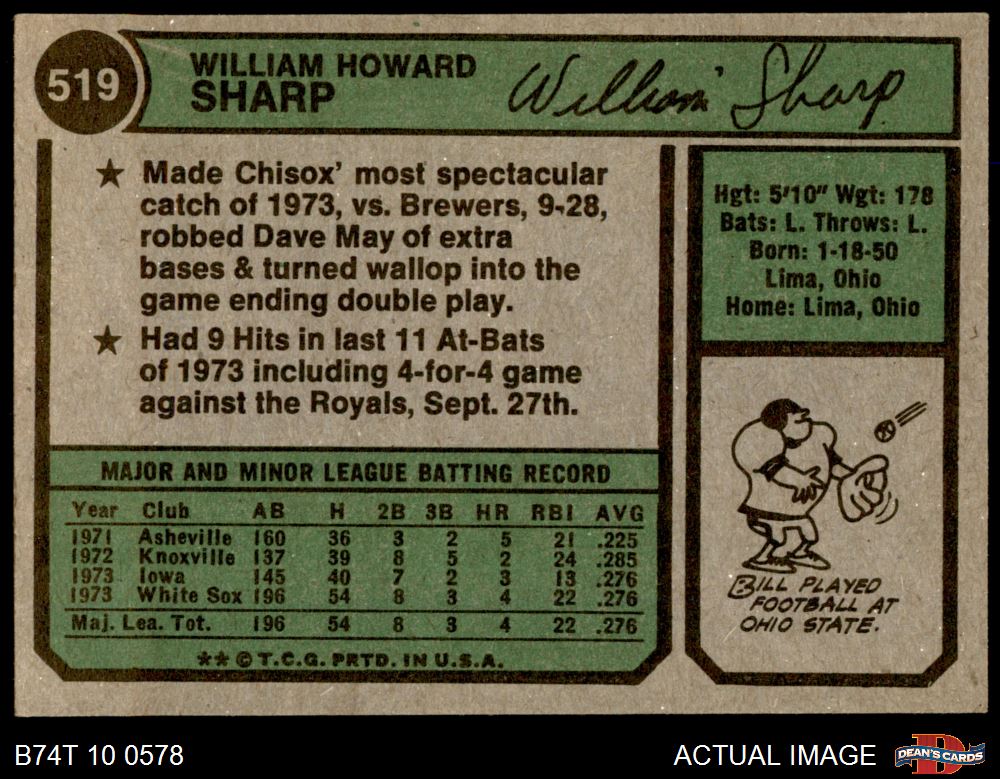 519
WILLIAM HOWARD
SHARP
William Sharp
★ Made Chisox' most spectacular
catch of 1973, vs. Brewers, 9-28,
robbed Dave May of extra
bases & turned wallop into the
game ending double play.
★ Had 9 Hits in last 11 At-Bats
of 1973 including 4-for-4 game
against the Royals, Sept. 27th.
Hgt: 5'10" Wgt: 178
Bats: L. Throws: L.
Born: 1-18-50
Lima, Ohio
Home: Lima, Ohio
MAJOR AND MINOR LEAGUE BATTING RECORD
Year Club AB H 2B 3B HR RBI AVG
1971 Asheville 160 36 3 2 5 21 .225
1972 Knoxville 137 39 8 5 2 24 .285
1973 Iowa 145 40 7 2 3 13 .276
1973 White Sox 196 54 8 3 4 22 .276
Maj. Lea. Tot. 196 54 8 3 4 22 .276
** © T.C.G. PRTD. IN U.S.A.
BILL PLAYED
FOOTBALL AT
OHIO STATE.
B74T 10 0578
ACTUAL IMAGE
D
DEAN'S CARDS